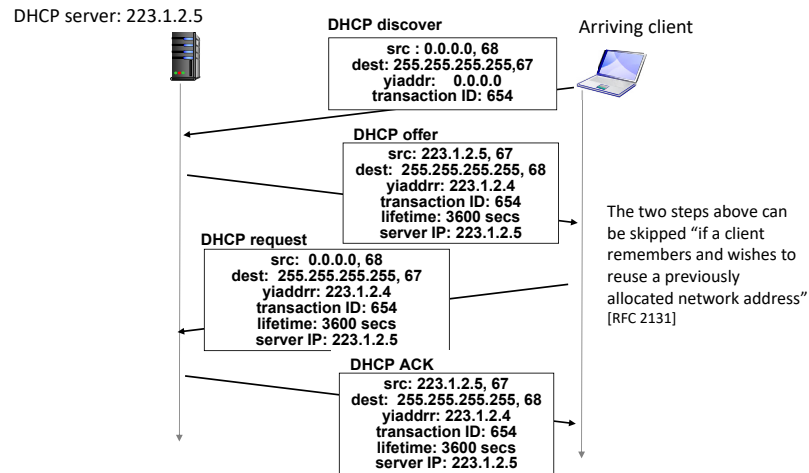 DHCP server: 223.1.2.5
Arriving client
DHCP discover
src : 0.0.0.0, 68
dest: 255.255.255.255,67
yiaddr: 0.0.0.0
transaction ID: 654
DHCP offer
src: 223.1.2.5, 67
dest: 255.255.255.255, 68
yiaddrr: 223.1.2.4
transaction ID: 654
lifetime: 3600 secs
server IP: 223.1.2.5
The two steps above can
be skipped “if a client
remembers and wishes to
reuse a previously
allocated network address”
[RFC 2131]
DHCP request
src: 0.0.0.0, 68
dest: 255.255.255.255, 67
yiaddrr: 223.1.2.4
transaction ID: 654
lifetime: 3600 secs
server IP: 223.1.2.5
DHCP ACK
src: 223.1.2.5, 67
dest: 255.255.255.255, 68
yiaddrr: 223.1.2.4
transaction ID: 654
lifetime: 3600 secs
server IP: 223.1.2.5